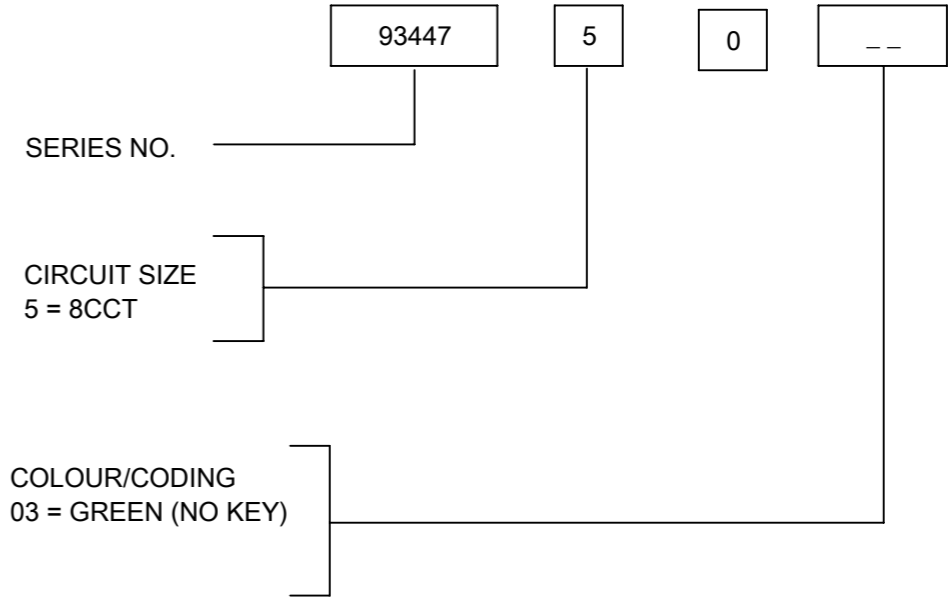 93447 5 0 _ _
SERIES NO.
CIRCUIT SIZE
5 = 8CCT
COLOUR/CODING
03 = GREEN (NO KEY)